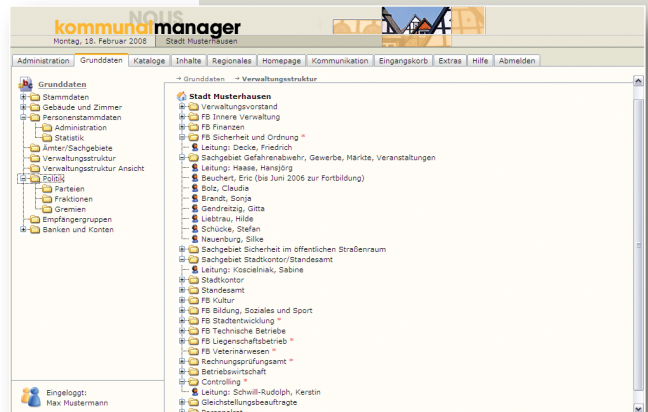 NOLIS
kommunalmanager
Montag, 18. Februar 2008 Stadt Musterhausen
Administration Grunddaten Kataloge Inhalte Regionales Homepage Kommunikation Eingangskorb Extras Hilfe Abmelden
Grunddaten
Stammdaten
Gebäude und Zimmer
Personenstammdaten
Administration
Statistik
Ämter/Sachgebiete
Verwaltungsstruktur
Verwaltungsstruktur Ansicht
Politik
Parteien
Fraktionen
Gremien
Empfängergruppen
Banken und Konten
Eingeloggt:
Max Mustermann
→ Grunddaten → Verwaltungsstruktur
Stadt Musterhausen
Verwaltungsvorstand
FB Innere Verwaltung
FB Finanzen
FB Sicherheit und Ordnung *
Leitung: Decke, Friedrich
Sachgebiet Gefahrenabwehr, Gewerbe, Märkte, Veranstaltungen
Leitung: Haase, Hansjörg
Beuchert, Eric (bis Juni 2006 zur Fortbildung)
Bolz, Claudia
Brandt, Sonja
Gendreitzig, Gitta
Liebtrau, Hilde
Schücke, Stefan
Nauenburg, Silke
Sachgebiet Sicherheit im öffentlichen Straßenraum
Sachgebiet Stadtkontor/Standesamt
Leitung: Koscielniak, Sabine
Stadtkontor
Standesamt
FB Kultur
FB Bildung, Soziales und Sport
FB Stadtentwicklung *
FB Technische Betriebe
FB Liegenschaftsbetrieb *
FB Veterinärwesen *
Rechnungsprüfungsamt *
Betriebswirtschaft
Controlling *
Leitung: Schwill-Rudolph, Kerstin
Gleichstellungsbeauftragte